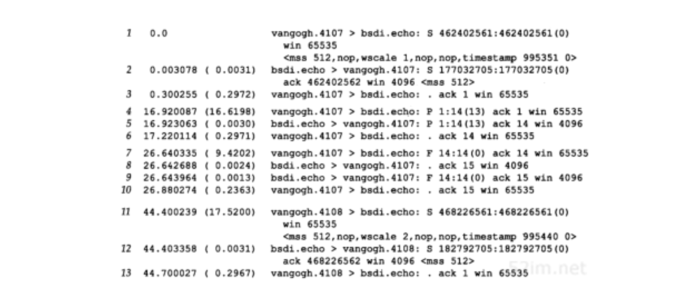 1 0.0 vangogh.4107 > bsdi.echo: S 462402561:462402561(0)
win 65535
<mss 512,nop,wscale 1,nop,nop,timestamp 995351 0>
2 0.003078 ( 0.0031) bsdi.echo > vangogh.4107: S 177032705:177032705(0)
ack 462402562 win 4096 <mss 512>
3 0.300255 ( 0.2972) vangogh.4107 > bsdi.echo: . ack 1 win 65535
4 16.920087 (16.6198) vangogh.4107 > bsdi.echo: P 1:14(13) ack 1 win 65535
5 16.923063 ( 0.0030) bsdi.echo > vangogh.4107: P 1:14(13) ack 14 win 4096
6 17.220114 ( 0.2971) vangogh.4107 > bsdi.echo: . ack 14 win 65535
7 26.640335 ( 9.4202) vangogh.4107 > bsdi.echo: F 14:14(0) ack 14 win 65535
8 26.642688 ( 0.0024) bsdi.echo > vangogh.4107: . ack 15 win 4096
9 26.643964 ( 0.0013) bsdi.echo > vangogh.4107: F 14:14(0) ack 15 win 4096
10 26.880274 ( 0.2363) vangogh.4107 > bsdi.echo: . ack 15 win 65535
11 44.400239 (17.5200) vangogh.4108 > bsdi.echo: S 468226561:468226561(0)
win 65535
<mss 512,nop,wscale 2,nop,nop,timestamp 995440 0>
12 44.403358 ( 0.0031) bsdi.echo > vangogh.4108: S 182792705:182792705(0)
ack 468226562 win 4096 <mss 512>
13 44.700027 ( 0.2967) vangogh.4108 > bsdi.echo: . ack 1 win 65535
52im.net